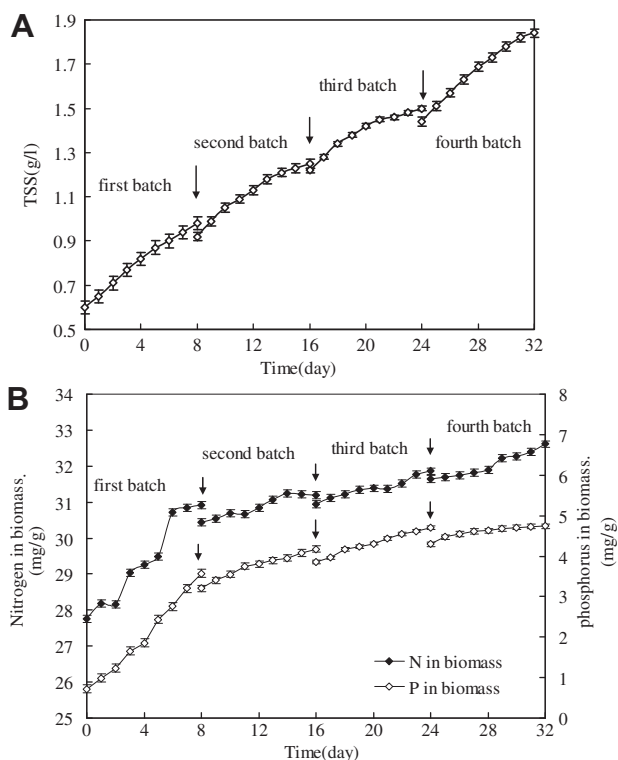 A
TSS(g/l)
1.9
1.7
1.5
1.3
1.1
0.9
0.7
0.5
first batch
second batch
third batch
fourth batch
0 4 8 12 16 20 24 28 32
Time(day)
B
Nitrogen in biomass.
(mg/g)
34
33
32
31
30
29
28
27
26
25
first batch
second batch
third batch
fourth batch
N in biomass
P in biomass
8
7
6
5
4
3
2
1
0
phosphorus in biomass.
(mg/g)
0 4 8 12 16 20 24 28 32
Time(day)